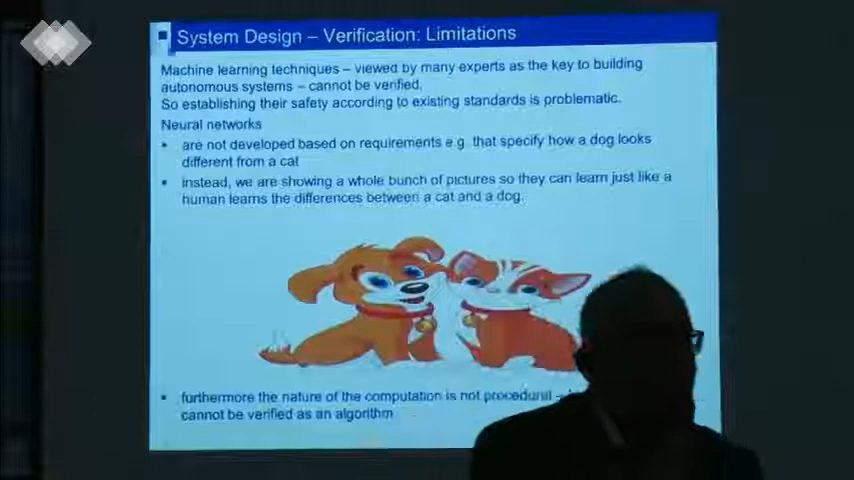 System Design – Verification: Limitations
Machine learning techniques – viewed by many experts as the key to building
autonomous systems – cannot be verified.
So establishing their safety according to existing standards is problematic.
Neural networks
• are not developed based on requirements e.g. that specify how a dog looks
different from a cat
• instead, we are showing a whole bunch of pictures so they can learn just like a
human learns the differences between a cat and a dog.
• furthermore the nature of the computation is not procedural –
cannot be verified as an algorithm